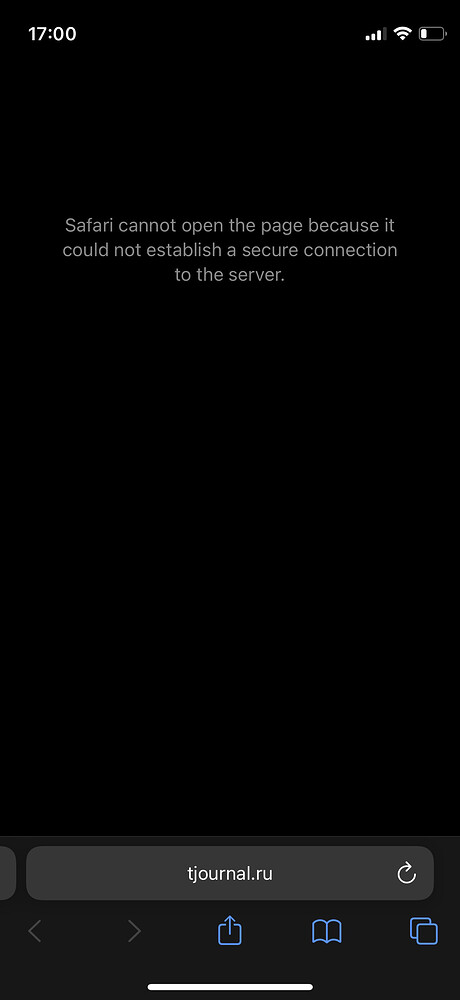 17:00
Safari cannot open the page because it
could not establish a secure connection
to the server.
tjournal.ru